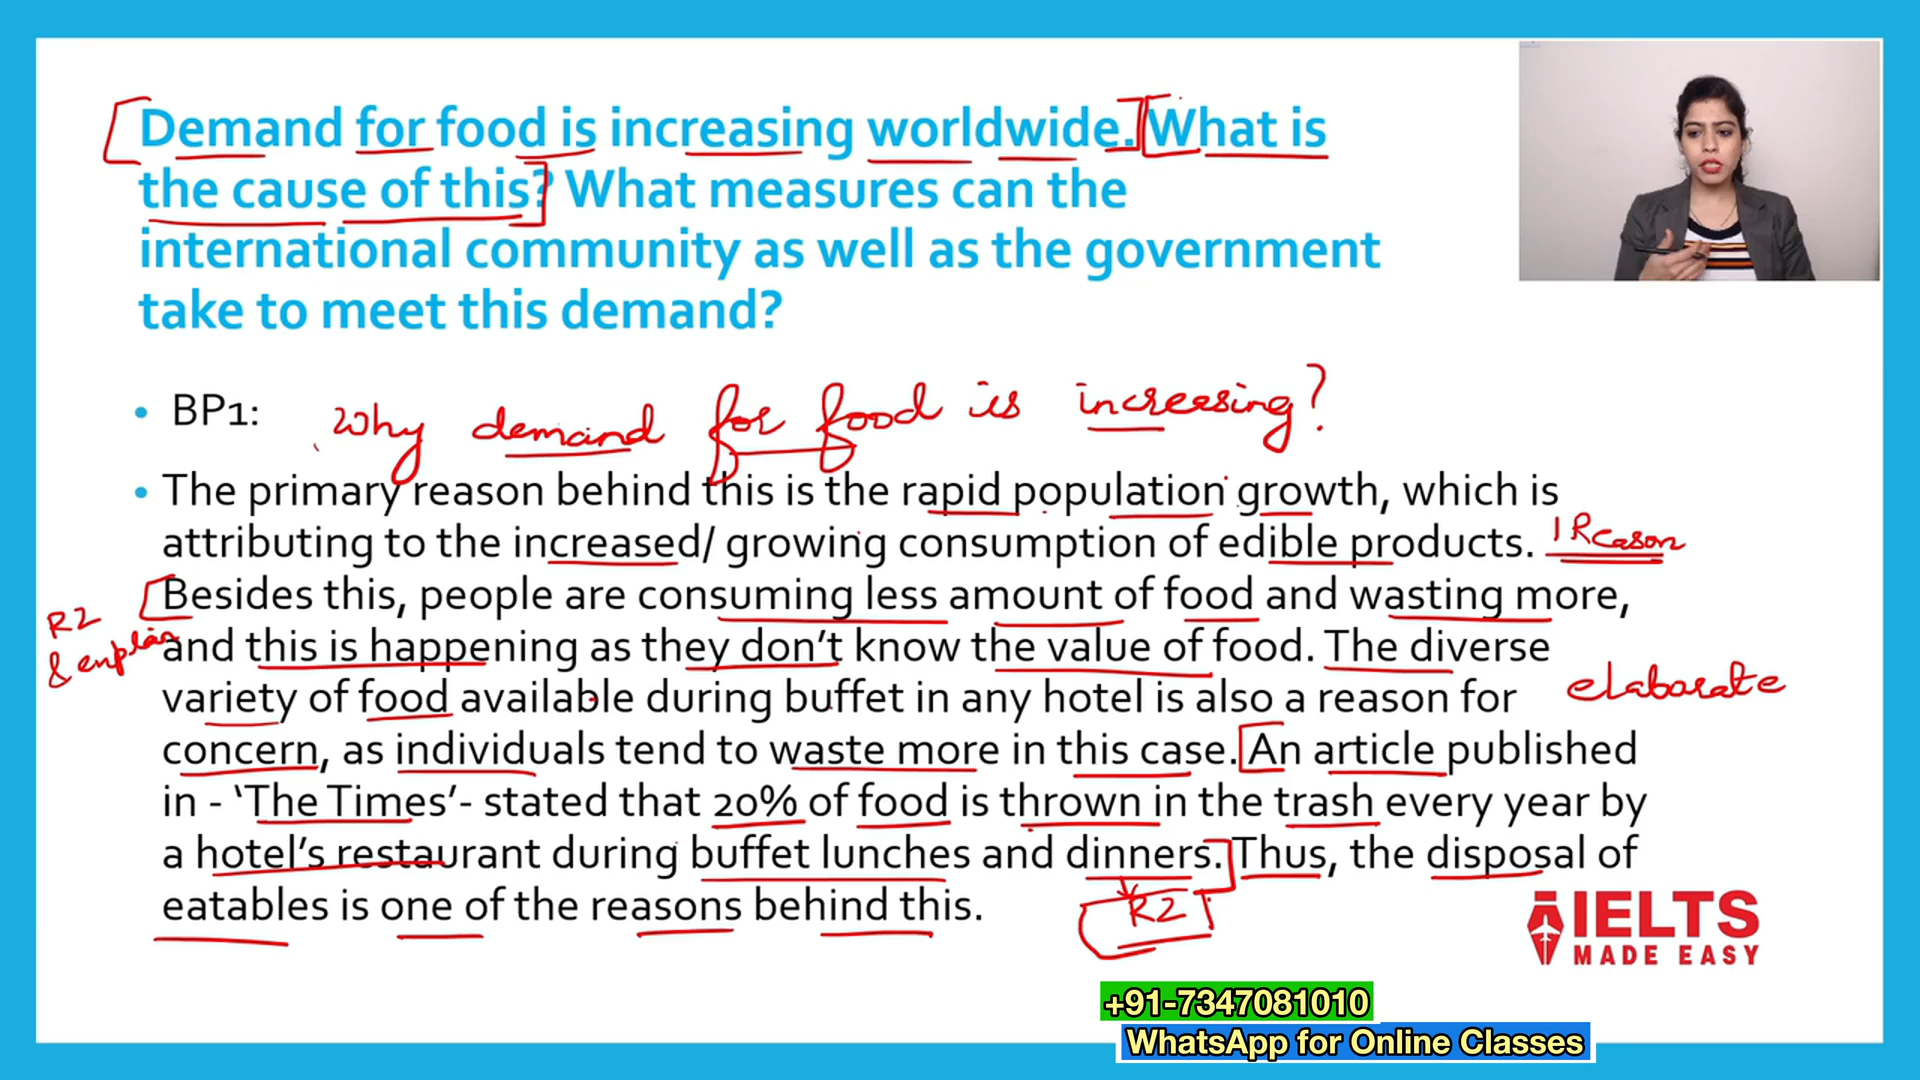 Demand for food is increasing worldwide. What is
the cause of this? What measures can the
international community as well as the government
take to meet this demand?
• BP1: Why demand for food is increasing?
• The primary reason behind this is the rapid population growth, which is
attributing to the increased/ growing consumption of edible products. 1 Reason
Besides this, people are consuming less amount of food and wasting more,
R2
& enplain
and this is happening as they don't know the value of food. The diverse
variety of food available during buffet in any hotel is also a reason for
elaborate
concern, as individuals tend to waste more in this case. An article published
in - 'The Times'- stated that 20% of food is thrown in the trash every year by
a hotel's restaurant during buffet lunches and dinners. Thus, the disposal of
eatables is one of the reasons behind this.
R2
IELTS
MADE EASY
+91-7347081010
WhatsApp for Online Classes